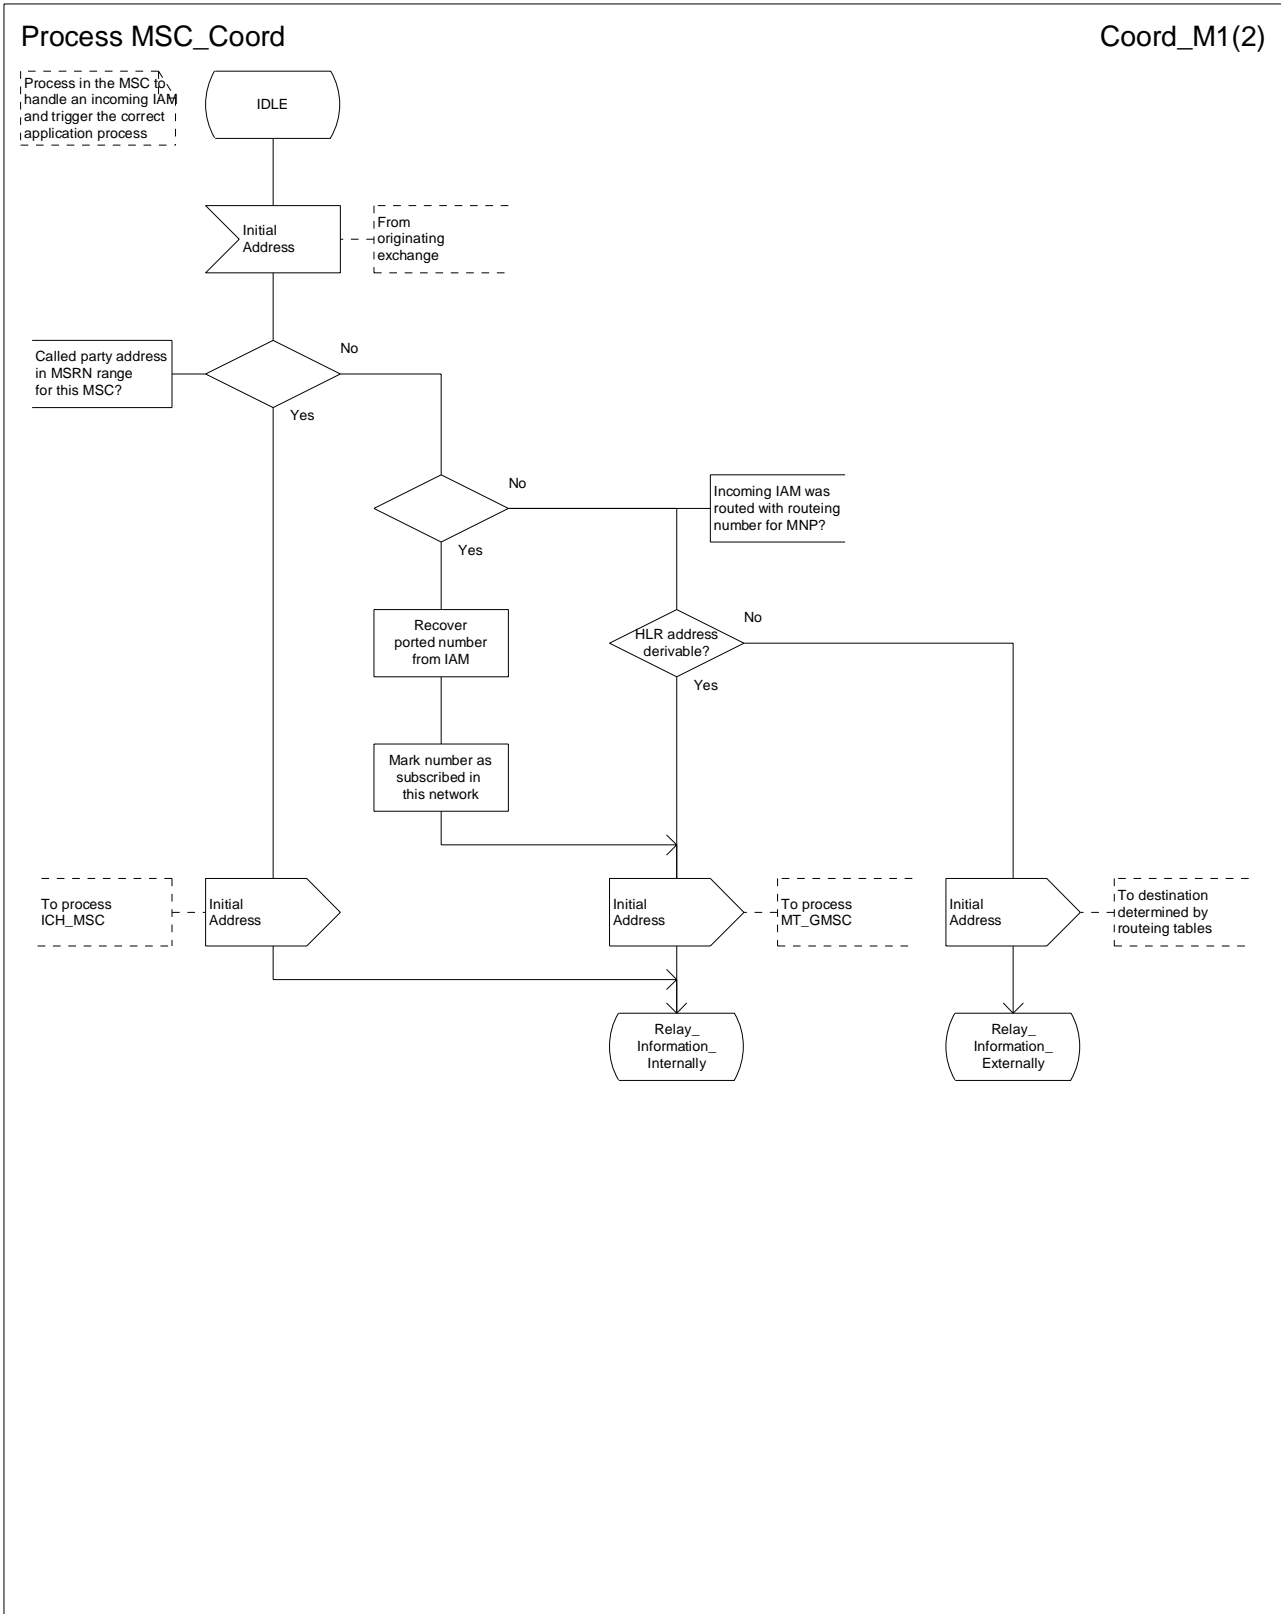 Process MSC_Coord
Coord_M1(2)
Process in the MSC to
handle an incoming IAM
and trigger the correct
application process
IDLE
Initial
Address
From
originating
exchange
Called party address
in MSRN range
for this MSC?
No
Yes
No
Yes
Incoming IAM was
routed with routeing
number for MNP?
Recover
ported number
from IAM
HLR address
derivable?
No
Yes
Mark number as
subscribed in
this network
To process
ICH_MSC
Initial
Address
Initial
Address
To process
MT_GMSC
Initial
Address
To destination
determined by
routeing tables
Relay_
Information_
Internally
Relay_
Information_
Externally